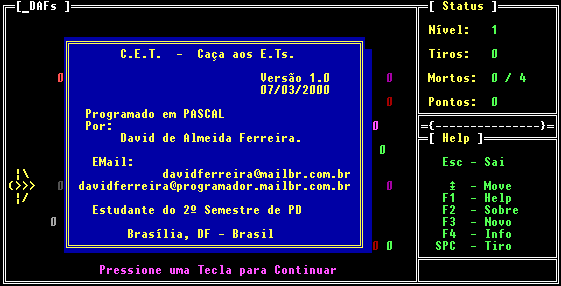 [_DAFs ]
C.E.T.  -  Caça aos E.Ts.
Versão 1.0
07/03/2000
Programado em PASCAL
Por:
David de Almeida Ferreira.
EMail:
davidferreira@mailbr.com.br
davidferreira@programador.mailbr.com.br
Estudante do 2º Semestre de PD
Brasília, DF - Brasil
Pressione uma Tecla para Continuar
[ Status ]
Nível: 1
Tiros: 0
Mortos: 0 / 4
Pontos: 0
={---------------}=
[ Help ]
Esc - Sai
↨ - Move
F1 - Help
F2 - Sobre
F3 - Novo
F4 - Info
SPC - Tiro